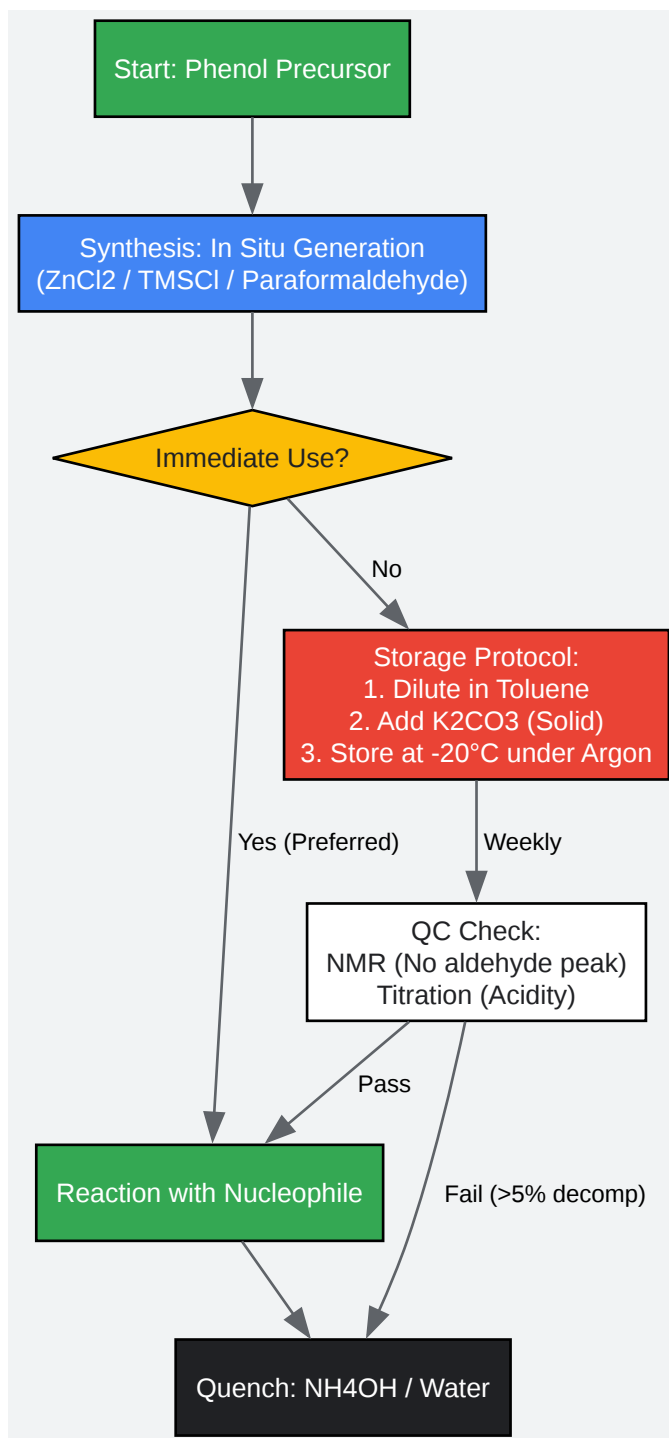 Start: Phenol Precursor
Synthesis: In Situ Generation
(ZnCl2 / TMSCl / Paraformaldehyde)
Immediate Use?
No
Storage Protocol:
1. Dilute in Toluene
2. Add K2CO3 (Solid)
3. Store at -20°C under Argon
Yes (Preferred)
Weekly
QC Check:
NMR (No aldehyde peak)
Titration (Acidity)
Pass
Reaction with Nucleophile
Fail (>5% decomp)
Quench: NH4OH / Water